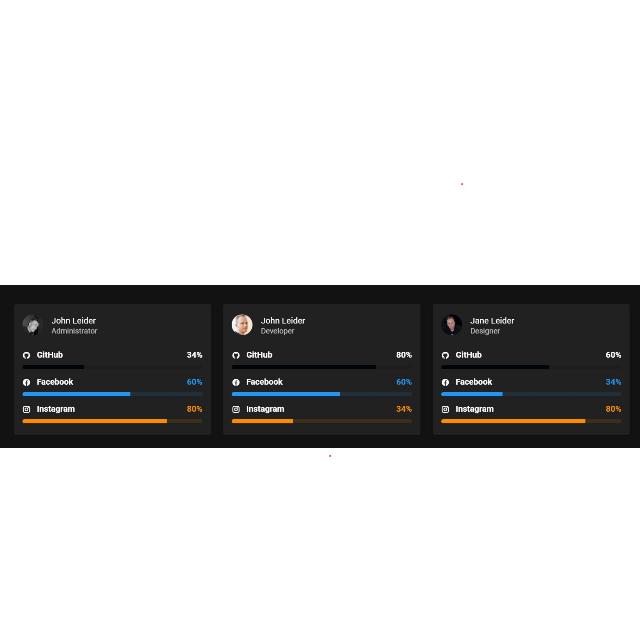 John Leider
Administrator
GitHub 34%
Facebook 60%
Instagram 80%
John Leider
Developer
GitHub 80%
Facebook 60%
Instagram 34%
Jane Leider
Designer
GitHub 60%
Facebook 34%
Instagram 80%